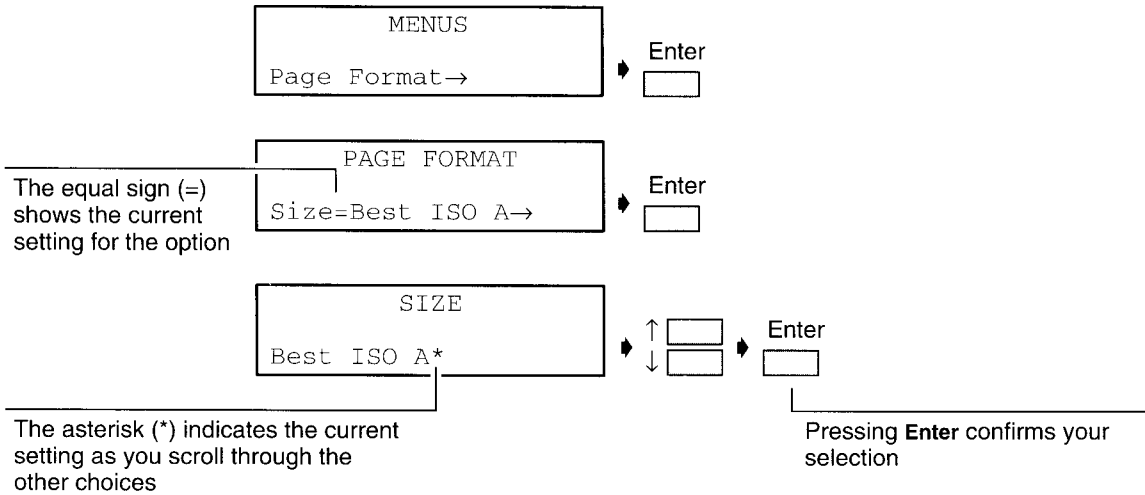 MENUS
Page Format→
Enter
PAGE FORMAT
Size=Best ISO A→
Enter
The equal sign (=)
shows the current
setting for the option
SIZE
Best ISO A*
↑
↓
Enter
The asterisk (*) indicates the current
setting as you scroll through the
other choices
Pressing Enter confirms your
selection